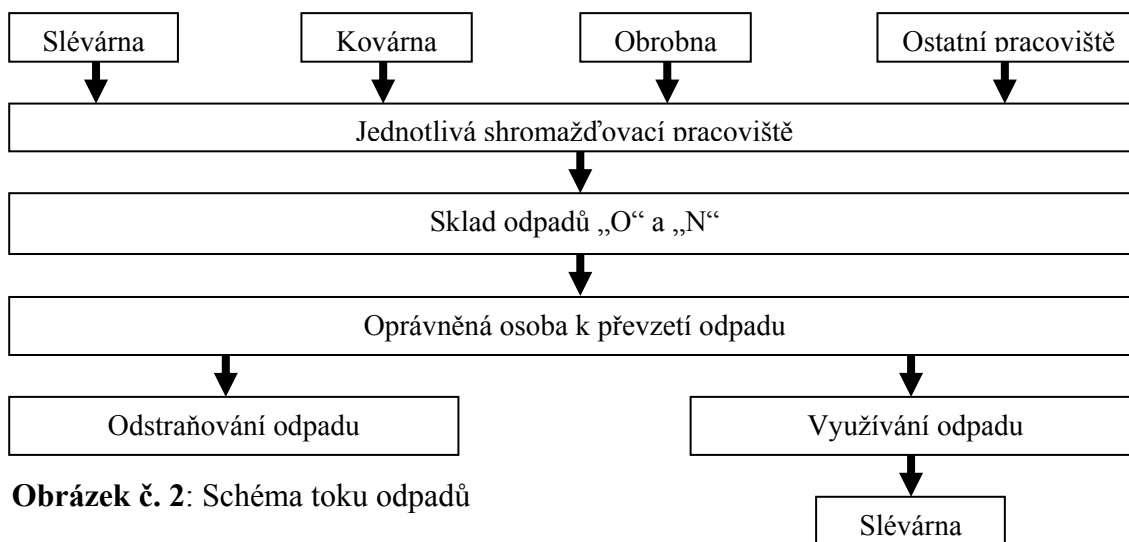 Slévárna
Kovárna
Obrobna
Ostatní pracoviště
Jednotlivá shromažďovací pracoviště
Sklad odpadů „O“ a „N“
Oprávněná osoba k převzetí odpadu
Odstraňování odpadu
Využívání odpadu
Obrázek č. 2: Schéma toku odpadů
Slévárna